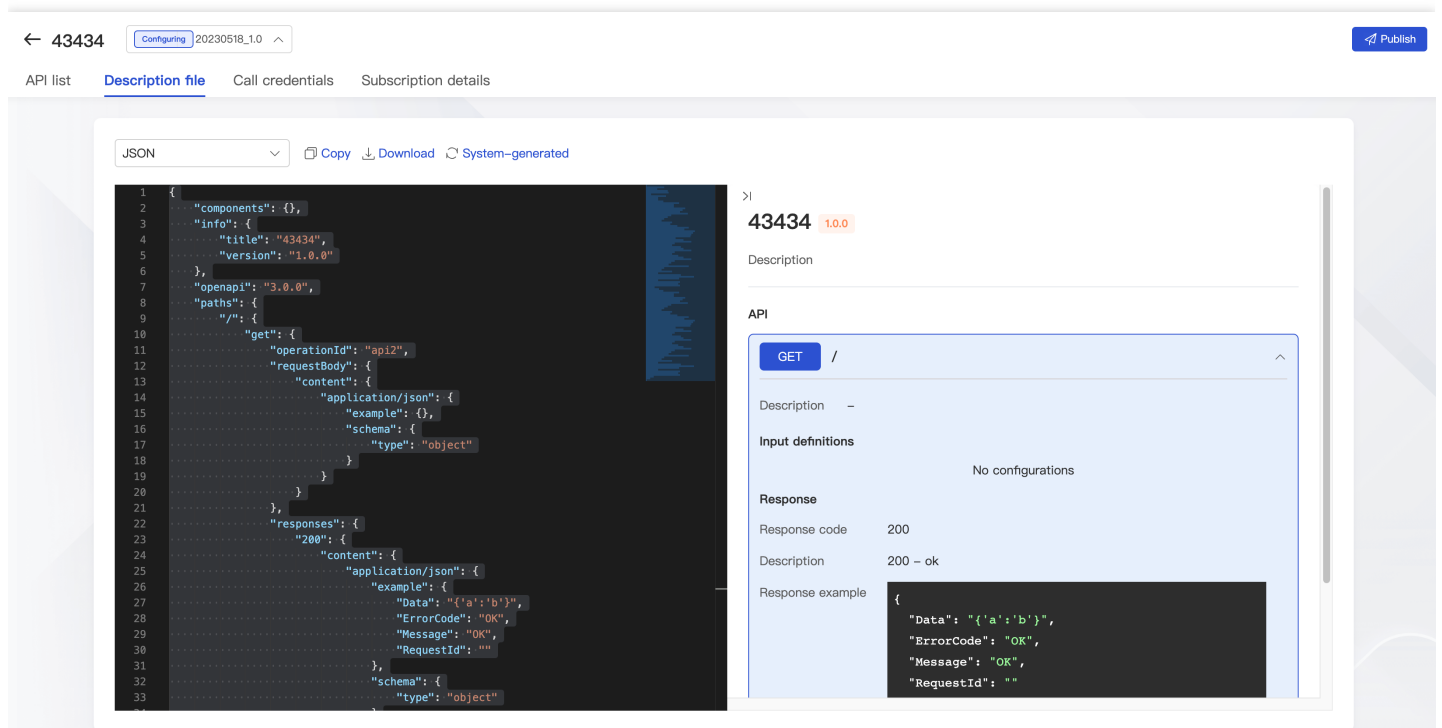 43434 Configuring 20230518_1.0 Publish
API list Description file Call credentials Subscription details
JSON Copy Download System-generated
1 {
2 "components": {},
3 "info": {
4 "title": "43434",
5 "version": "1.0.0"
6 },
7 "openapi": "3.0.0",
8 "paths": {
9 "/": {
10 "get": {
11 "operationId": "api2",
12 "requestBody": {
13 "content": {
14 "application/json": {
15 "example": {},
16 "schema": {
17 "type": "object"
18 }
19 }
20 }
21 },
22 "responses": {
23 "200": {
24 "content": {
25 "application/json": {
26 "example": {
27 "Data": "{'a':'b'}",
28 "ErrorCode": "OK",
29 "Message": "OK",
30 "RequestId": ""
31 },
32 "schema": {
33 "type": "object"
43434 1.0.0
Description
API
GET /
Description –
Input definitions
No configurations
Response
Response code 200
Description 200 – ok
Response example
{
"Data": "{'a':'b'}",
"ErrorCode": "OK",
"Message": "OK",
"RequestId": ""